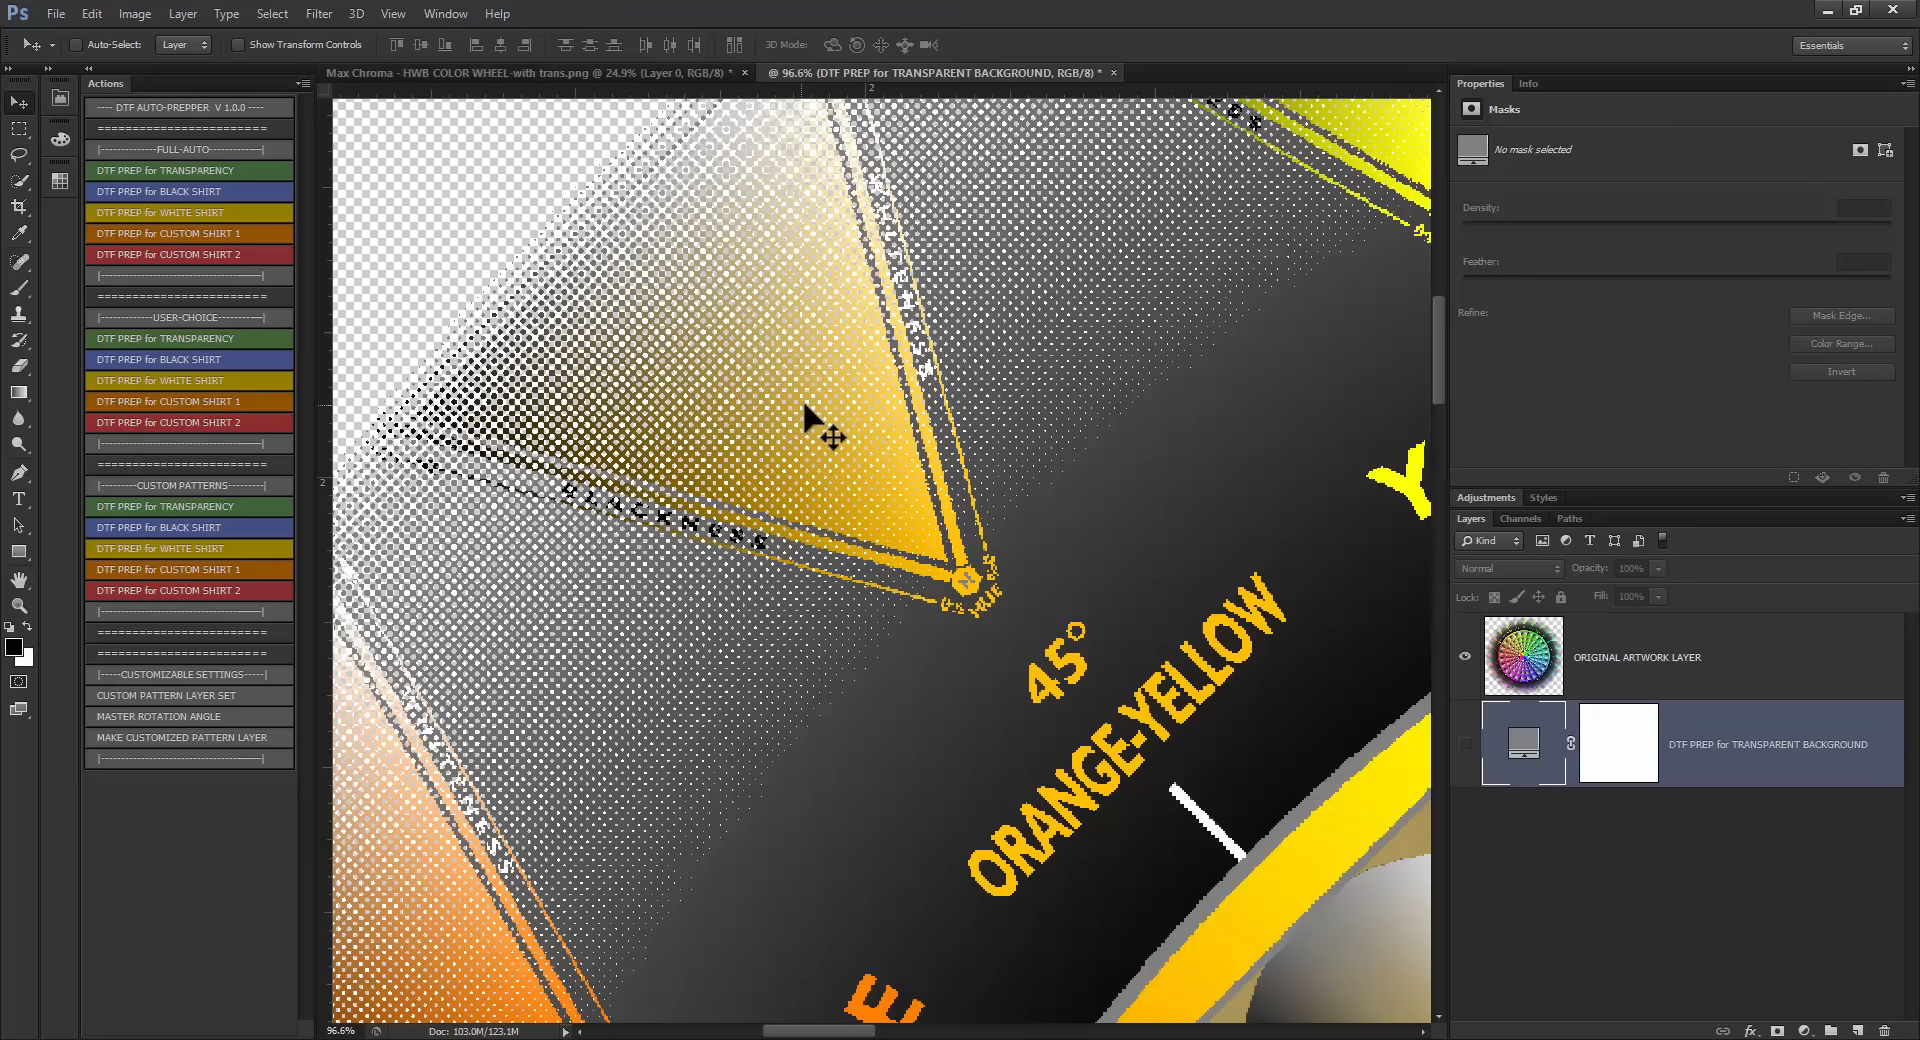 Ps File Edit Image Layer Type Select Filter 3D View Window Help
Auto-Select: Layer Show Transform Controls 3D Mode: Essentials
Max Chroma - HWB COLOR WHEEL-with trans.png @ 24.9% (Layer 0, RGB/8) * × @ 96.6% (DTF PREP for TRANSPARENT BACKGROUND, RGB/8) * ×
Actions
---- DTF AUTO-PREPPER V 1.0.0 ----
=========================
|-------------FULL-AUTO-------------|
DTF PREP for TRANSPARENCY
DTF PREP for BLACK SHIRT
DTF PREP for WHITE SHIRT
DTF PREP for CUSTOM SHIRT 1
DTF PREP for CUSTOM SHIRT 2
|---------------------------------------|
=========================
|-------------USER-CHOICE-----------|
DTF PREP for TRANSPARENCY
DTF PREP for BLACK SHIRT
DTF PREP for WHITE SHIRT
DTF PREP for CUSTOM SHIRT 1
DTF PREP for CUSTOM SHIRT 2
|---------------------------------------|
=========================
|---------CUSTOM PATTERNS--------|
DTF PREP for TRANSPARENCY
DTF PREP for BLACK SHIRT
DTF PREP for WHITE SHIRT
DTF PREP for CUSTOM SHIRT 1
DTF PREP for CUSTOM SHIRT 2
|---------------------------------------|
=========================
=========================
|-----CUSTOMIZABLE SETTINGS-----|
CUSTOM PATTERN LAYER SET
MASTER ROTATION ANGLE
MAKE CUSTOMIZED PATTERN LAYER
|---------------------------------------|
2
2
WHITENESS
BLACKNESS
WHITENESS
45°
ORANGE-YELLOW
Y
E
96.6% Doc: 103.0M/123.1M
Properties Info
Masks
No mask selected
Density:
Feather:
Refine: Mask Edge...
Color Range...
Invert
Adjustments Styles
Layers Channels Paths
Kind
Normal Opacity: 100%
Lock: Fill: 100%
ORIGINAL ARTWORK LAYER
DTF PREP for TRANSPARENT BACKGROUND
fx